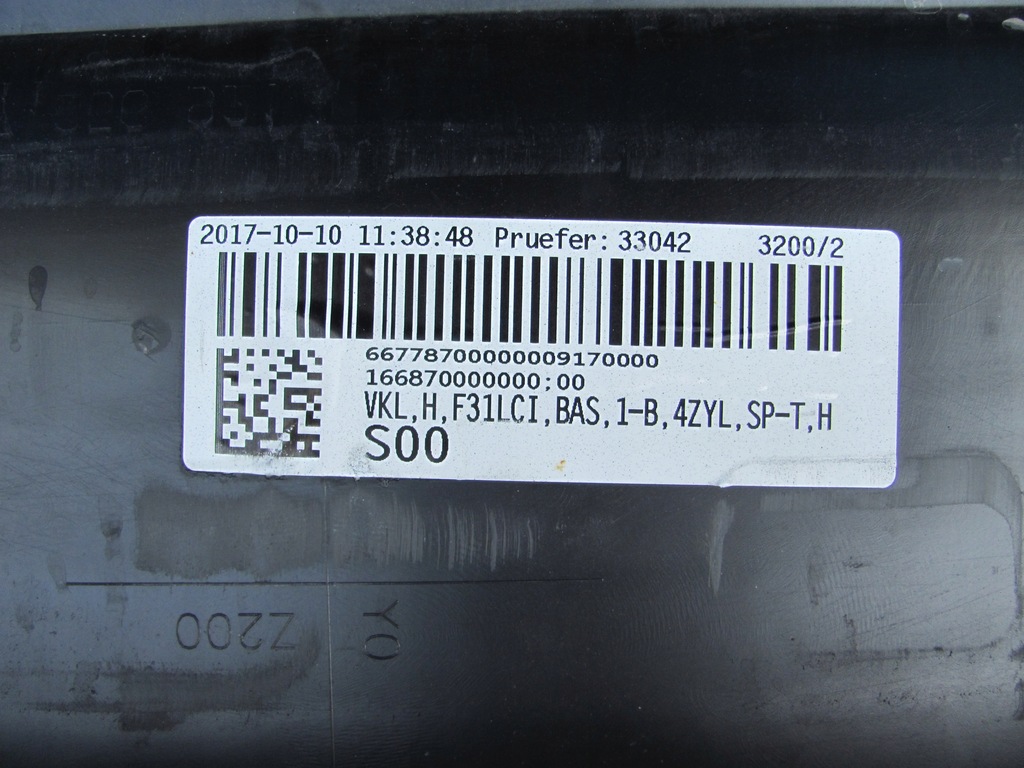 2017-10-10 11:38:48 Pruefer: 33042 3200/2
66778700000009170000
166870000000;00
VKL,H,F31LCI,BAS,1-B,4ZYL,SP-T,H
S00
Y0
Z200